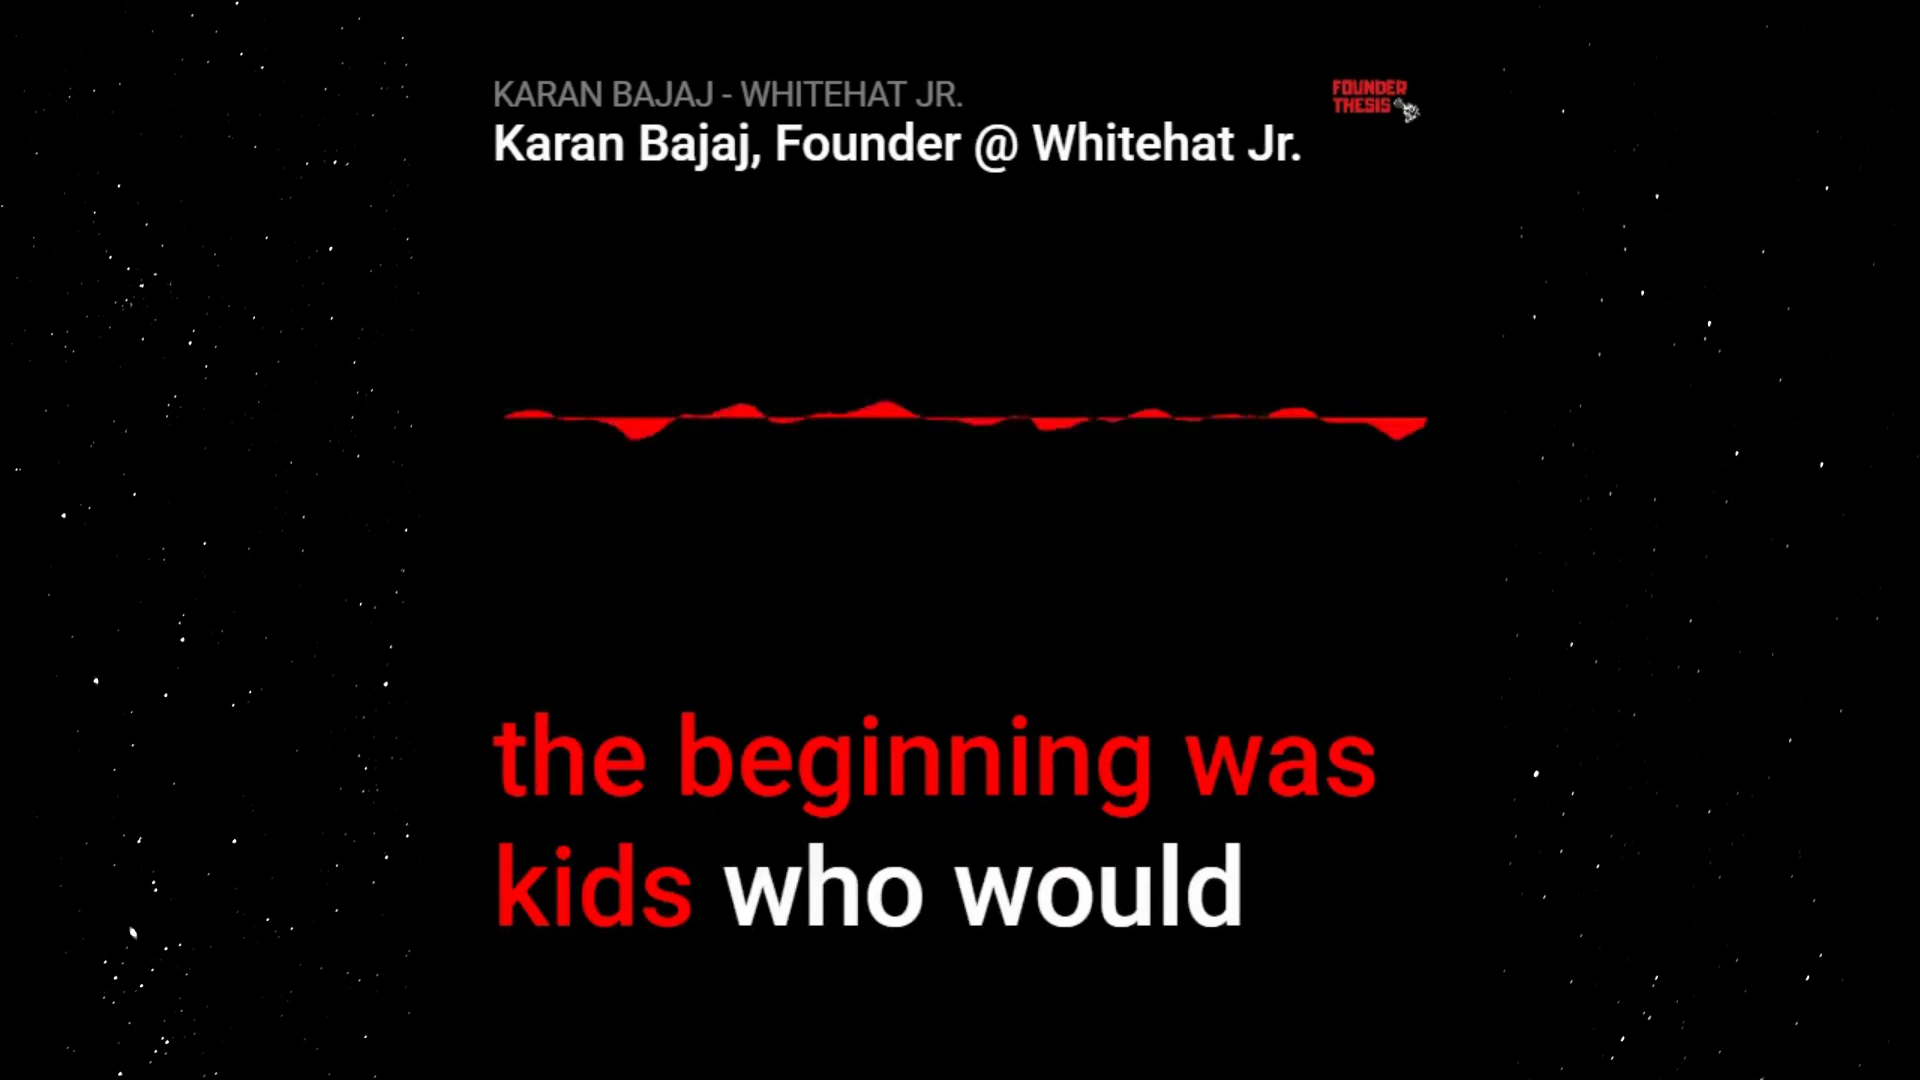 KARAN BAJAJ - WHITEHAT JR.
Karan Bajaj, Founder @ Whitehat Jr.
FOUNDER
THESIS
the beginning was
kids who would